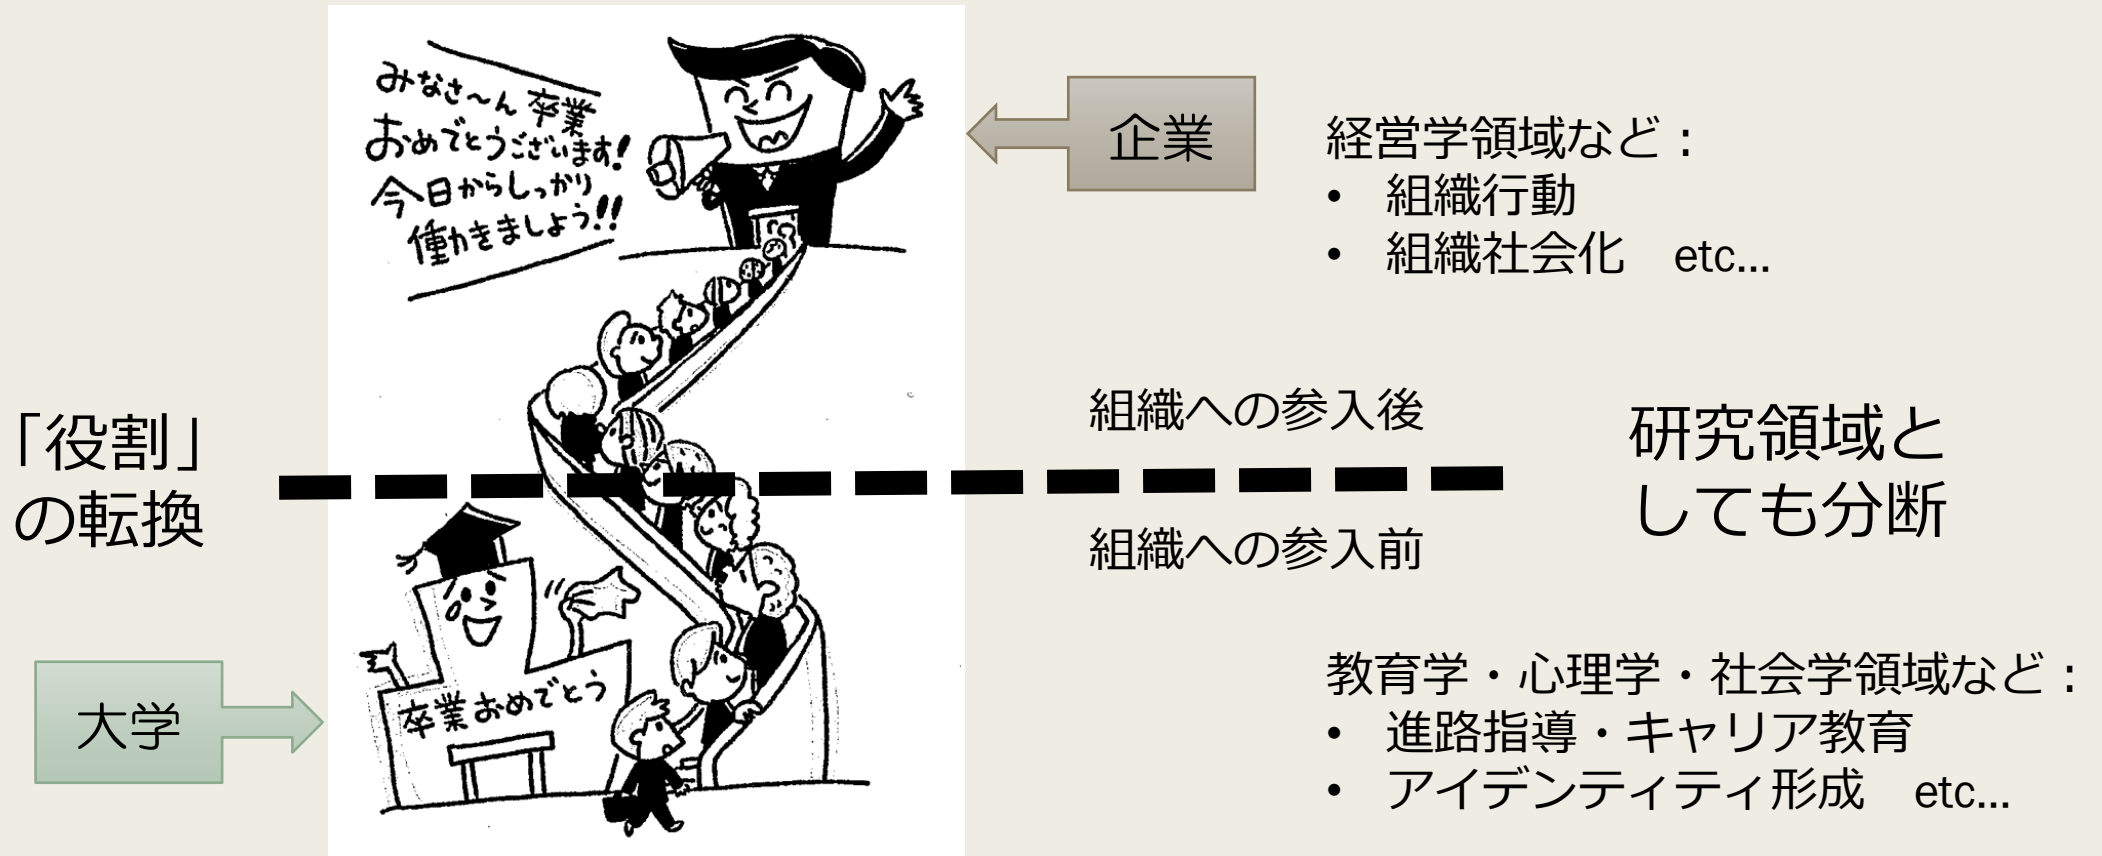 みなさ〜ん 卒業
おめでとうございます!
今日からしっかり
働きましょう!!
企業
経営学領域など：
• 組織行動
• 組織社会化　etc...
組織への参入後
「役割」
の転換
研究領域と
しても分断
組織への参入前
大学
卒業おめでとう
教育学・心理学・社会学領域など：
• 進路指導・キャリア教育
• アイデンティティ形成　etc...